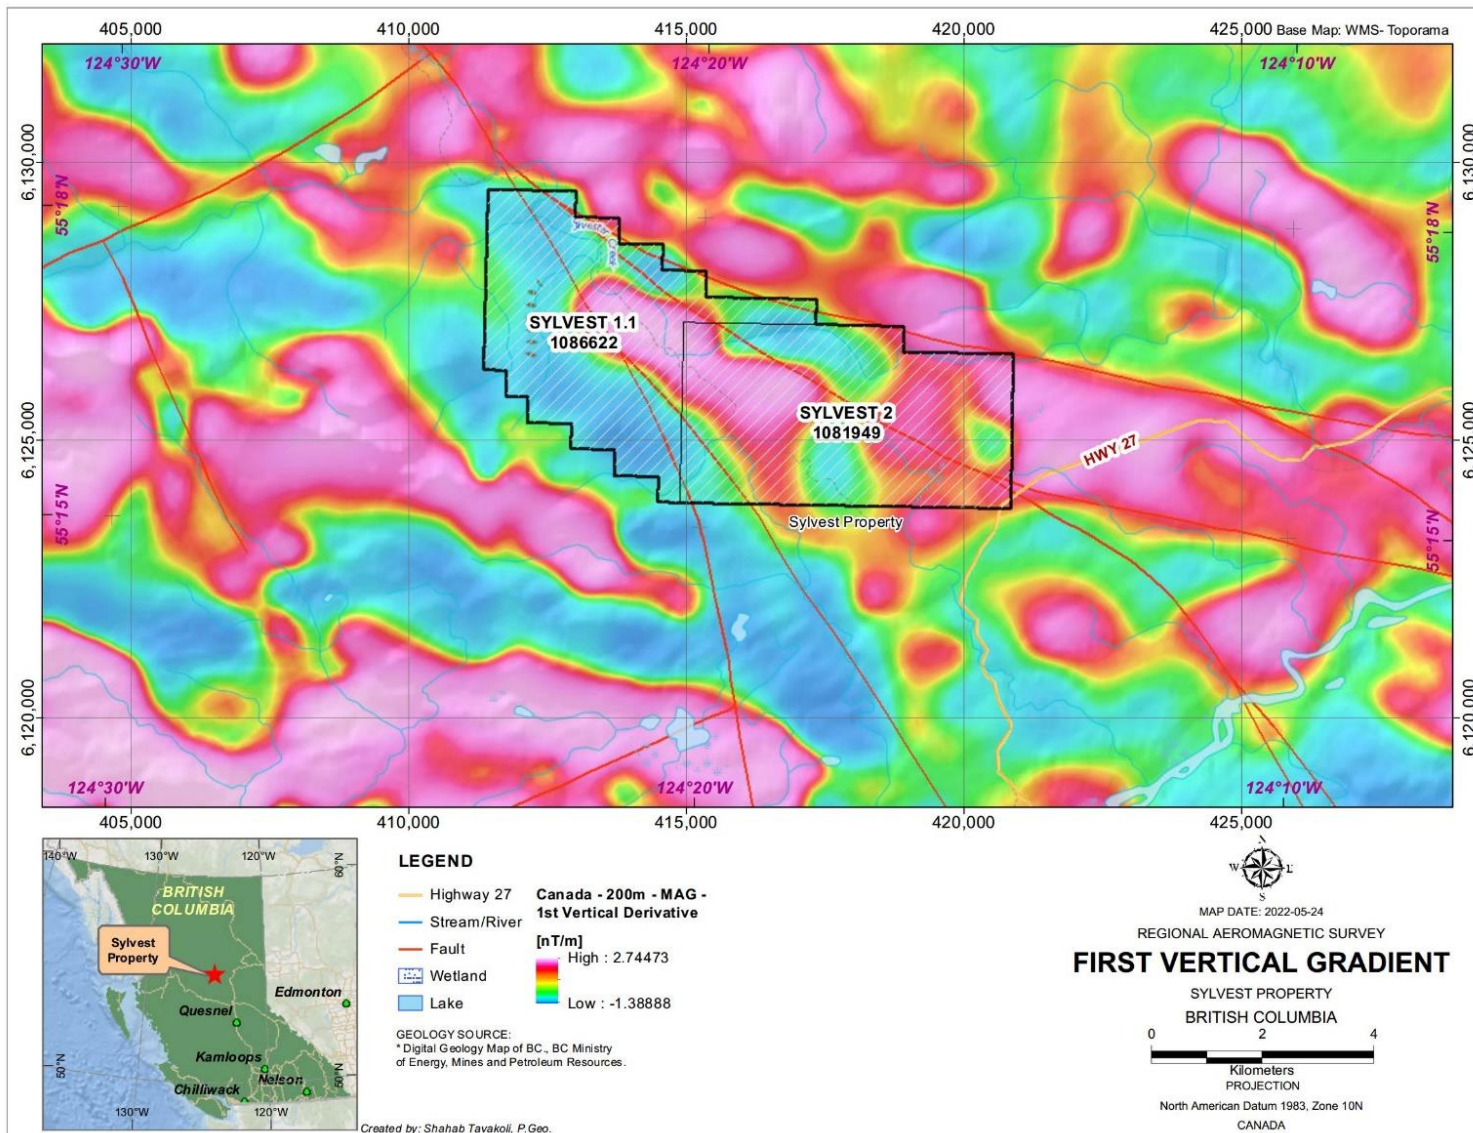 405,000
410,000
415,000
420,000
425,000
Base Map: WMS- Toporama
124°30'W
124°20'W
124°10'W
6,130,000
6,130,000
55°18'N
55°18'N
SYLVEST 1.1
1086622
SYLVEST 2
1081949
HWY 27
6,125,000
6,125,000
Sylvest Property
55°15'N
55°15'N
6,120,000
6,120,000
124°30'W
124°20'W
124°10'W
405,000
410,000
415,000
420,000
425,000
140°W
130°W
120°W
60°N
BRITISH
COLUMBIA
Sylvest
Property
Edmonton
Quesnel
Kamloops
Nelson
Chilliwack
50°N
50°N
130°W
120°W
Created by: Shahab Tavakoli, P.Geo.
LEGEND
Highway 27
Stream/River
Fault
Wetland
Lake
Canada - 200m - MAG -
1st Vertical Derivative
[nT/m]
High : 2.74473
Low : -1.38888
GEOLOGY SOURCE:
* Digital Geology Map of BC., BC Ministry
of Energy, Mines and Petroleum Resources.
N
W
S
MAP DATE: 2022-05-24
REGIONAL AEROMAGNETIC SURVEY
FIRST VERTICAL GRADIENT
SYLVEST PROPERTY
BRITISH COLUMBIA
0 2 4
Kilometers
PROJECTION
North American Datum 1983, Zone 10N
CANADA